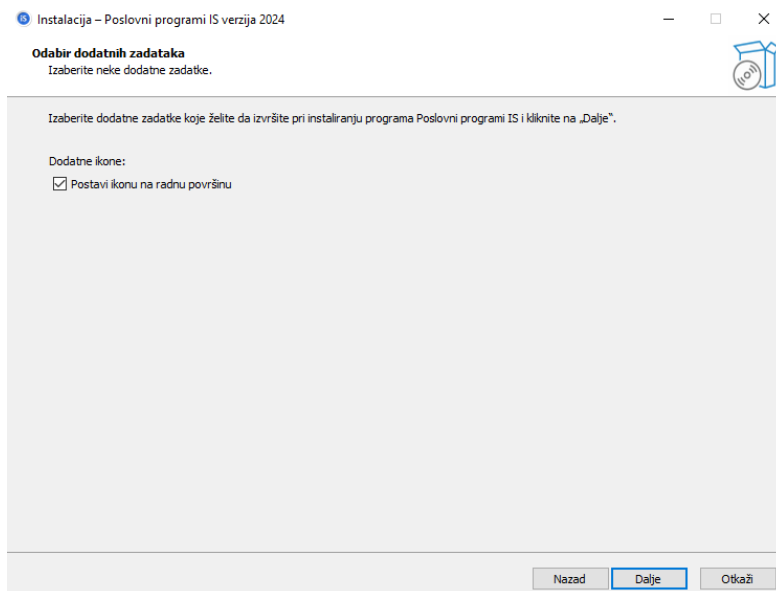 Instalacija – Poslovni programi IS verzija 2024
Odabir dodatnih zadataka
Izaberite neke dodatne zadatke.
Izaberite dodatne zadatke koje želite da izvršite pri instaliranju programa Poslovni programi IS i kliknite na „Dalje“.
Dodatne ikone:
Postavi ikonu na radnu površinu
Nazad Dalje Otkaži